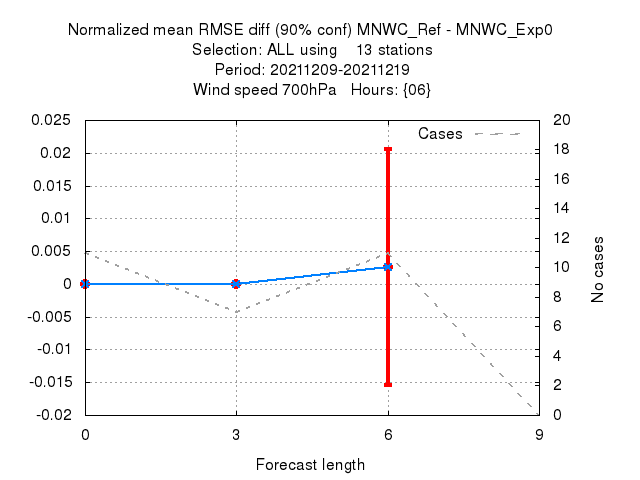 Normalized mean RMSE diff (90% conf) MNWC_Ref - MNWC_Exp0
Selection: ALL using 13 stations
Period: 20211209-20211219
Wind speed 700hPa Hours: {06}
Cases
0.025
0.02
0.015
0.01
0.005
0
-0.005
-0.01
-0.015
-0.02
20
18
16
14
12
10
8
6
4
2
0
No cases
0 3 6 9
Forecast length